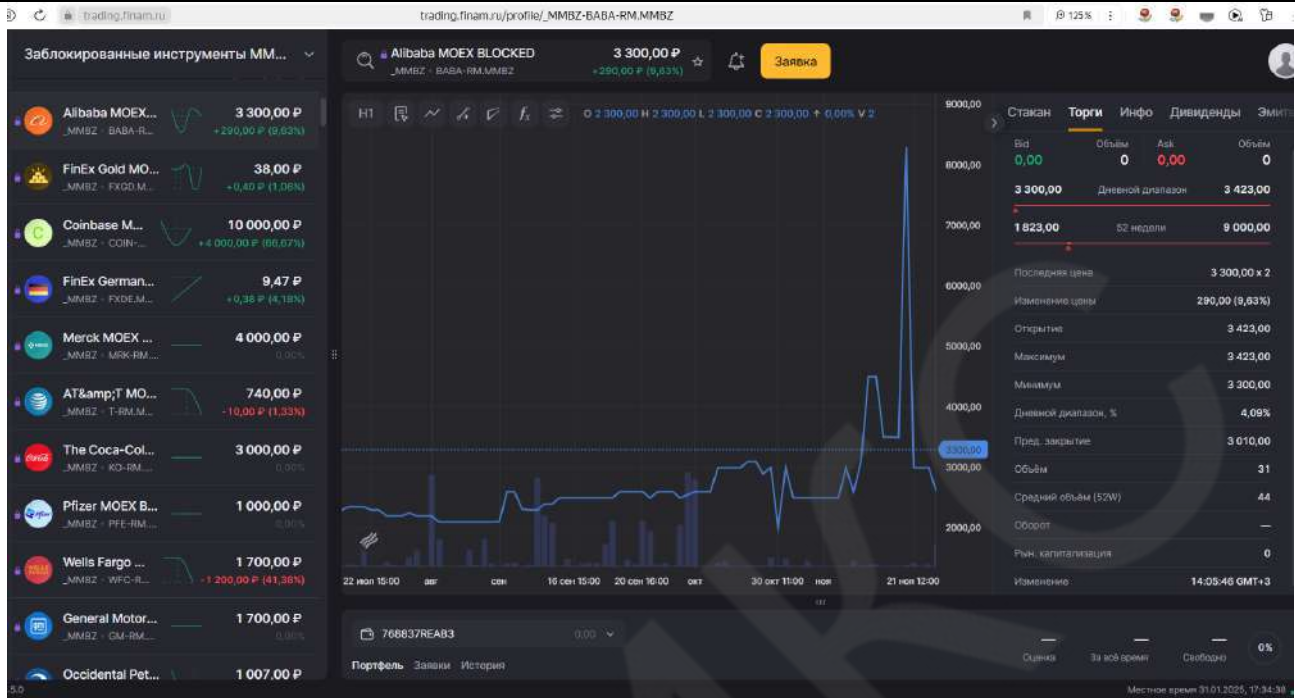 trading.finam.ru
trading.finam.ru/profile/_MMBZ-BABA-RM.MMBZ
125 %
Заблокированные инструменты ММ...
Alibaba MOEX BLOCKED
_MMBZ · BABA-RM.MMBZ
3 300,00 ₽
+290,00 ₽ (9,63%)
Заявка
Alibaba MOEX...
3 300,00 ₽
_MMBZ · BABA-R...
+290,00 ₽ (9,63%)
FinEx Gold MO...
38,00 ₽
_MMBZ · FXGD.M...
+0,40 ₽ (1,06%)
Coinbase M...
10 000,00 ₽
_MMBZ · COIN-...
+4 000,00 ₽ (66,67%)
FinEx German...
9,47 ₽
_MMBZ · FXDE.M...
+0,38 ₽ (4,18%)
Merck MOEX ...
4 000,00 ₽
_MMBZ · MRK-RM....
0,00%
AT&amp;T MO...
740,00 ₽
_MMBZ · T-RM.M...
-10,00 ₽ (1,33%)
The Coca-Col...
3 000,00 ₽
_MMBZ · KO-RM....
0,00%
Pfizer MOEX B...
1 000,00 ₽
_MMBZ · PFE-RM....
0,00%
Wells Fargo ...
1 700,00 ₽
_MMBZ · WFC-R...
-1 200,00 ₽ (41,38%)
General Motor...
1 700,00 ₽
_MMBZ · GM-RM....
0,00%
Occidental Pet...
1 007,00 ₽
5.0
H1
O 2 300,00 H 2 300,00 L 2 300,00 C 2 300,00 ↑ 0,00% V 2
9000,00
8000,00
7000,00
6000,00
5000,00
4000,00
3300,00
3000,00
2000,00
22 июл 15:00 авг сен 16 сен 15:00 20 сен 16:00 окт 30 окт 11:00 ноя 21 ноя 12:00
768837REAB3
0,00
Портфель Заявки История
Стакан Торги Инфо Дивиденды Эмите
Bid Объём Ask Объём
0,00 0 0,00 0
3 300,00 Дневной диапазон 3 423,00
1 823,00 52 недели 9 000,00
Последняя цена 3 300,00 x 2
Изменение цены 290,00 (9,63%)
Открытие 3 423,00
Максимум 3 423,00
Минимум 3 300,00
Дневной диапазон, % 4,09%
Пред. закрытие 3 010,00
Объём 31
Средний объём (52W) 44
Оборот —
Рын. капитализация 0
Изменение 14:05:46 GMT+3
— — —
Оценка За всё время Свободно
0%
Местное время 31.01.2025, 17:34:38